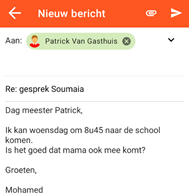 Nieuw bericht
Aan: Patrick Van Gasthuis
Re: gesprek Soumaia
Dag meester Patrick,
Ik kan woensdag om 8u45 naar de school
komen.
Is het goed dat mama ook mee komt?
Groeten,
Mohamed